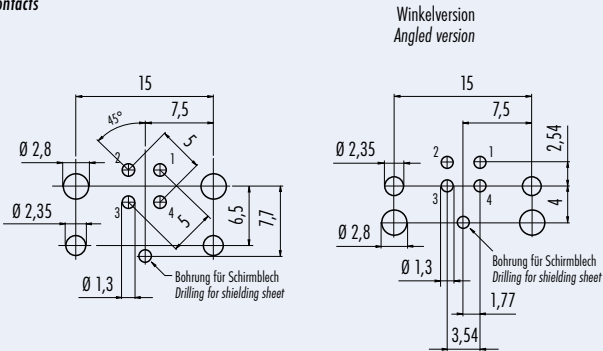 ontacts
Winkelversion
Angled version
15
7,5
45°
5
Ø 2,8
2
1
3
4
Ø 2,35
5
6,5
7,7
Ø 1,3
Bohrung für Schirmblech
Drilling for shielding sheet
15
7,5
2,54
Ø 2,35
2
1
3
4
4
Ø 2,8
Bohrung für Schirmblech
Drilling for shielding sheet
Ø 1,3
1,77
3,54